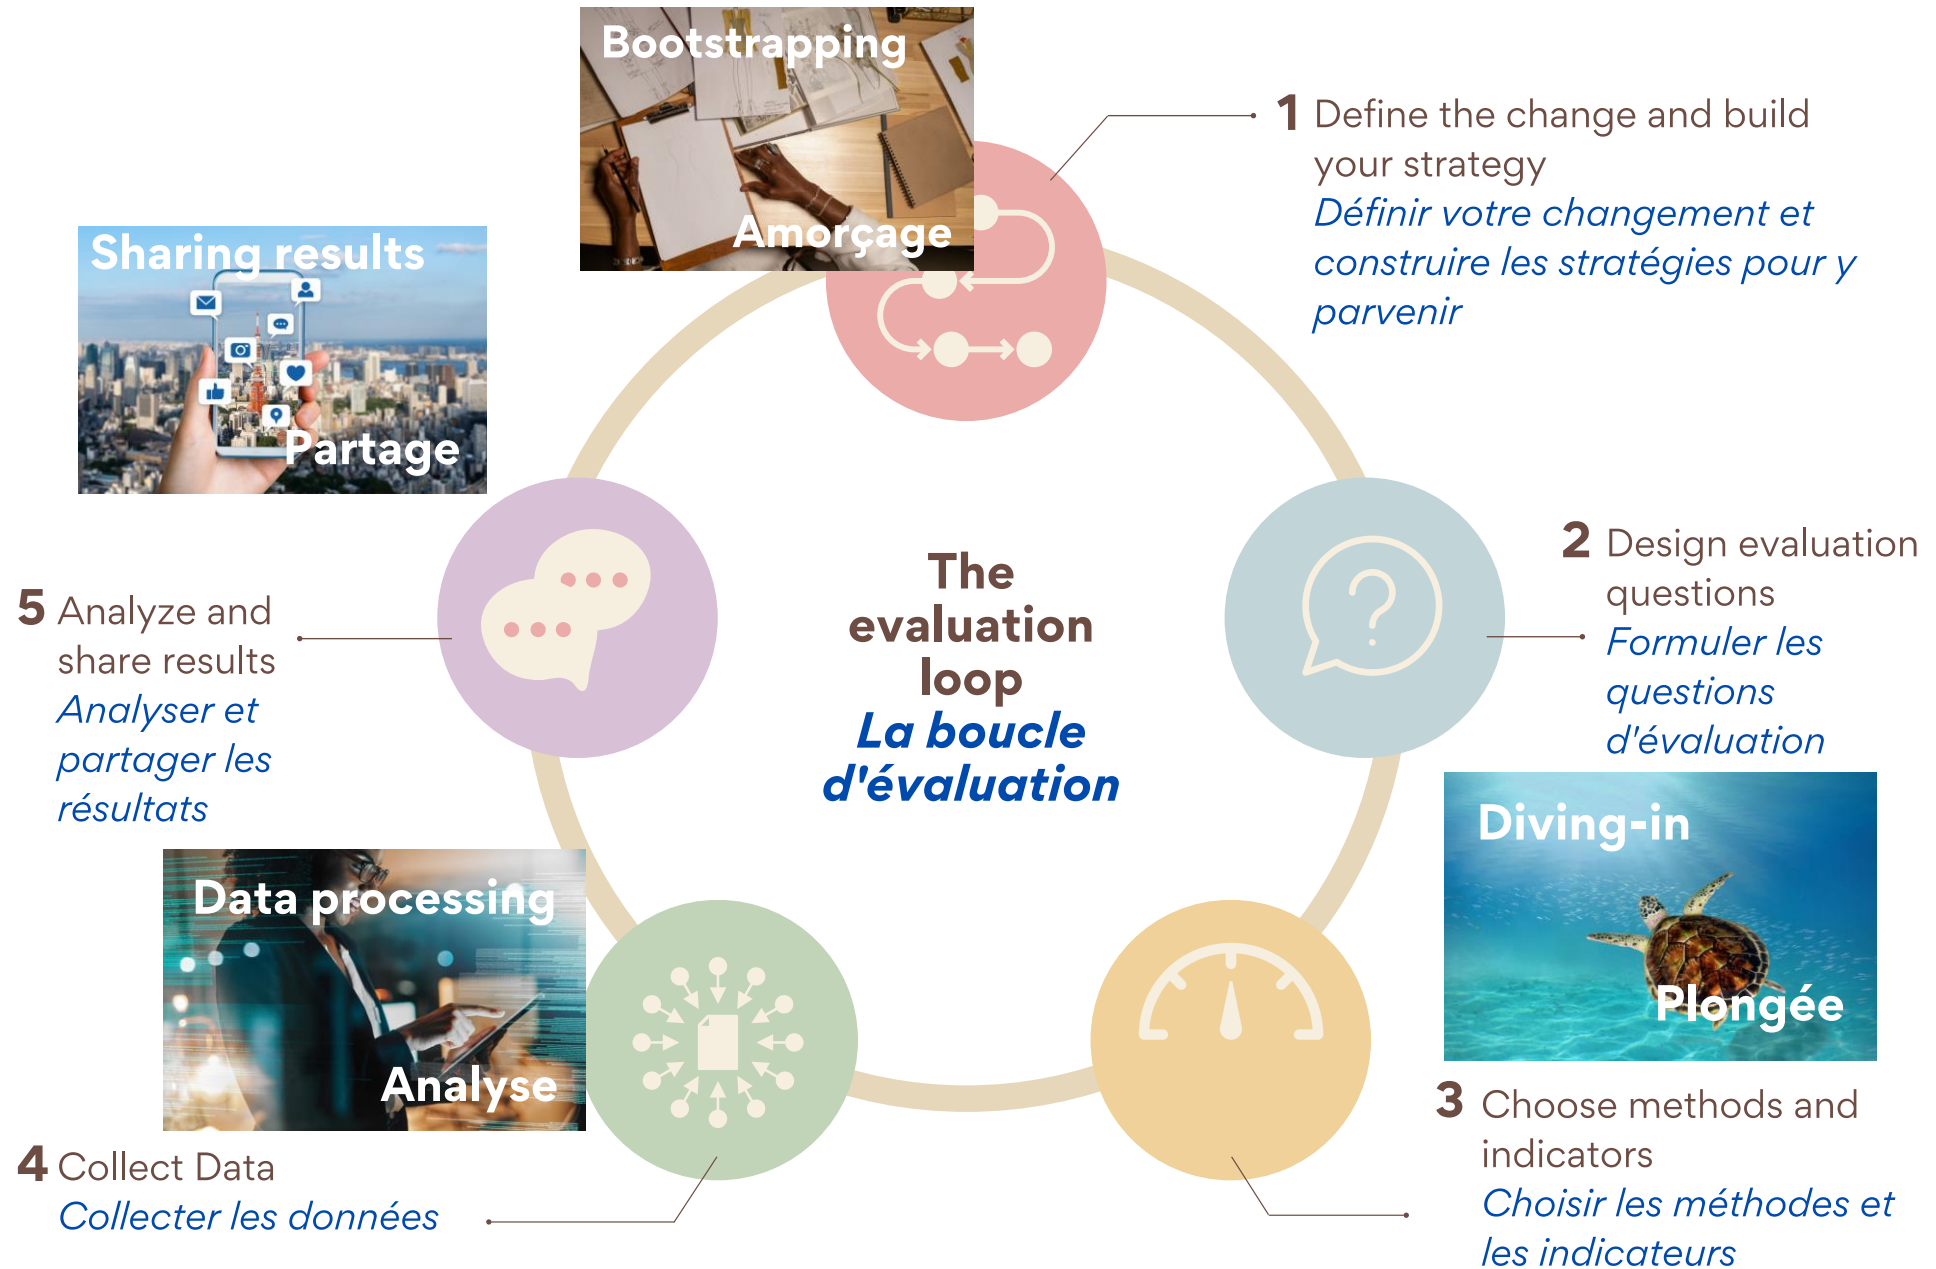 Bootstrapping
Amorçage
1 Define the change and build
your strategy
Définir votre changement et
construire les stratégies pour y
parvenir
Sharing results
Partage
The
evaluation
loop
La boucle
d'évaluation
2 Design evaluation
questions
Formuler les
questions
d'évaluation
Diving-in
Plongée
3 Choose methods and
indicators
Choisir les méthodes et
les indicateurs
Data processing
Analyse
4 Collect Data
Collecter les données
5 Analyze and
share results
Analyser et
partager les
résultats